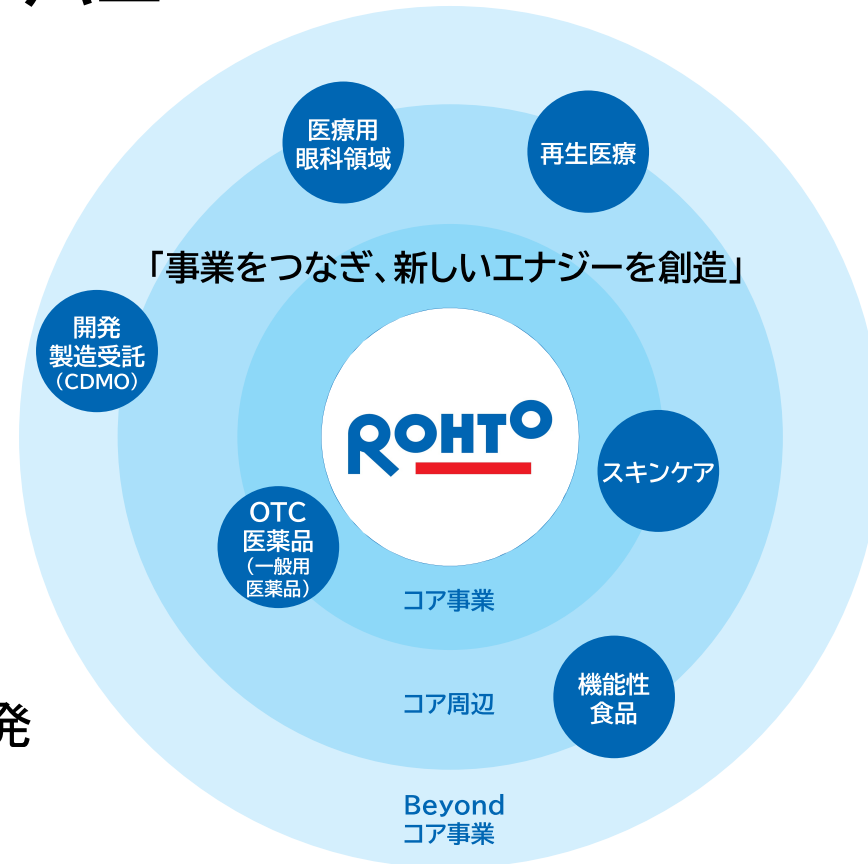 医療用
眼科領域
再生医療
「事業をつなぎ、新しいエナジーを創造」
開発
製造受託
(CDMO)
ROHTO
スキンケア
OTC
医薬品
(一般用
医薬品)
コア事業
機能性
食品
コア周辺
発
Beyond
コア事業